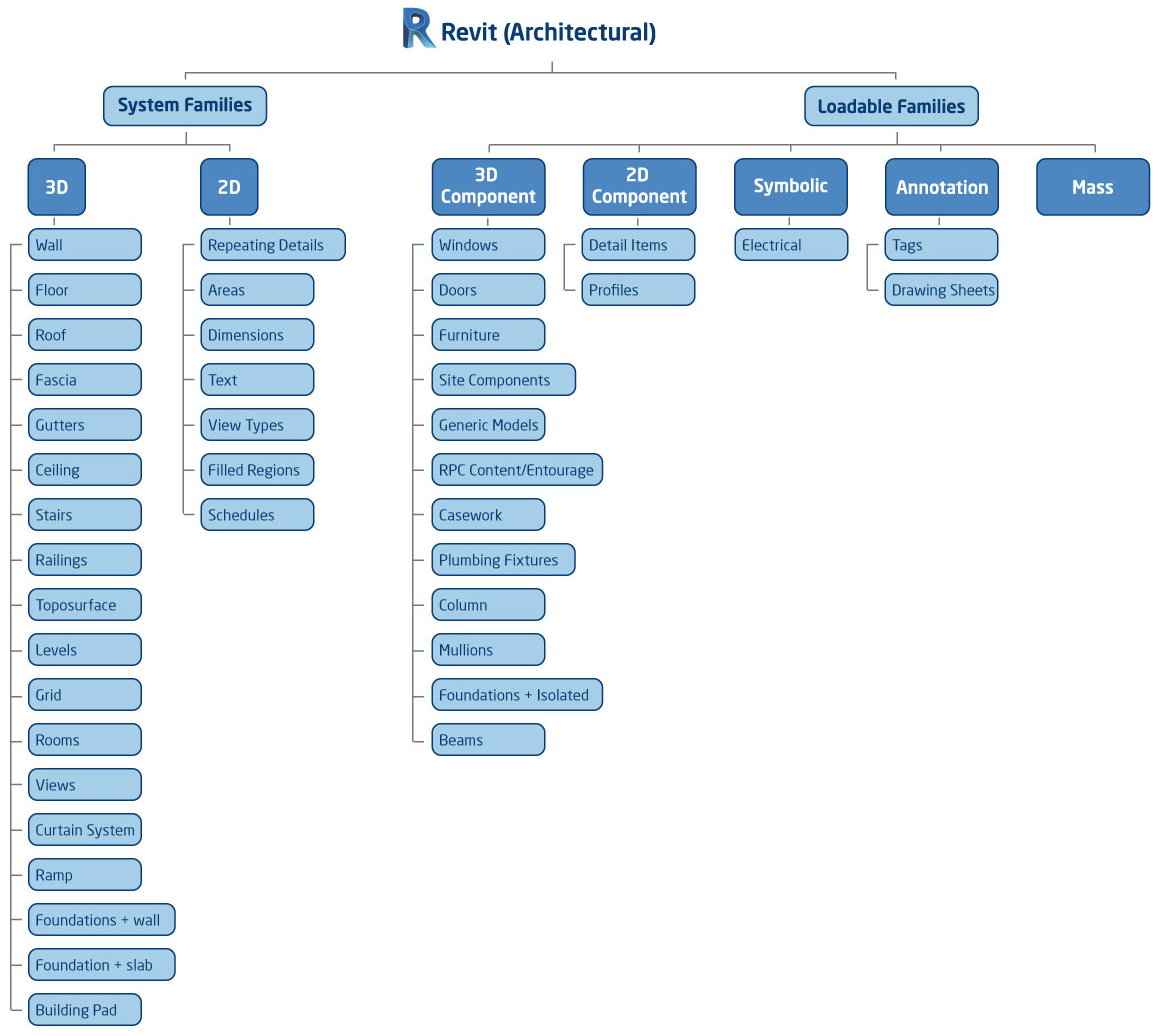 Revit (Architectural)
System Families
Loadable Families
3D
2D
3D
Component
2D
Component
Symbolic
Annotation
Mass
Wall
Floor
Roof
Fascia
Gutters
Ceiling
Stairs
Railings
Toposurface
Levels
Grid
Rooms
Views
Curtain System
Ramp
Foundations + wall
Foundation + slab
Building Pad
Repeating Details
Areas
Dimensions
Text
View Types
Filled Regions
Schedules
Windows
Doors
Furniture
Site Components
Generic Models
RPC Content/Entourage
Casework
Plumbing Fixtures
Column
Mullions
Foundations + Isolated
Beams
Detail Items
Profiles
Electrical
Tags
Drawing Sheets